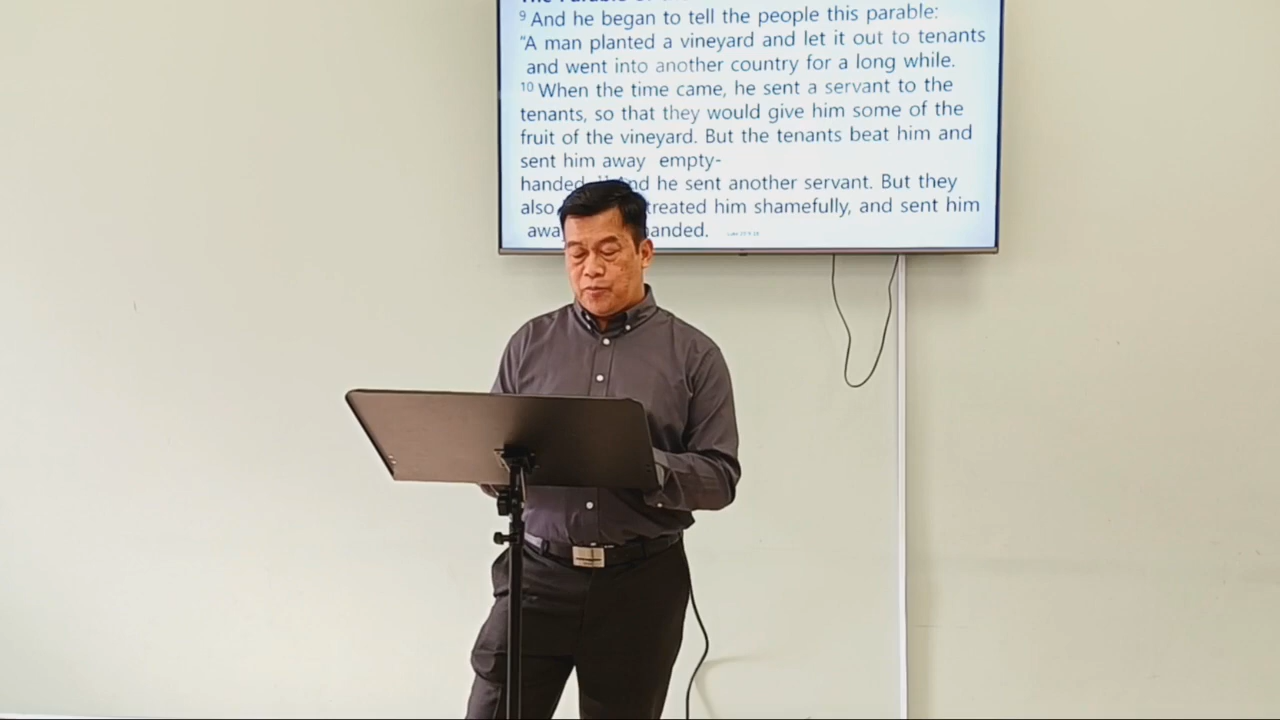 ⁹ And he began to tell the people this parable:
"A man planted a vineyard and let it out to tenants
and went into another country for a long while.
¹⁰ When the time came, he sent a servant to the
tenants, so that they would give him some of the
fruit of the vineyard. But the tenants beat him and
sent him away empty-
handed. he sent another servant. But they
also him shamefully, and sent him